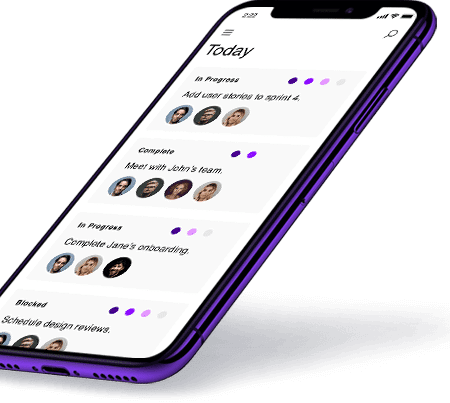 2:22
Today
In Progress
Add user stories to sprint 4.
Complete
Meet with John's team.
In Progress
Complete Jane's onboarding.
Blocked
Schedule design reviews.